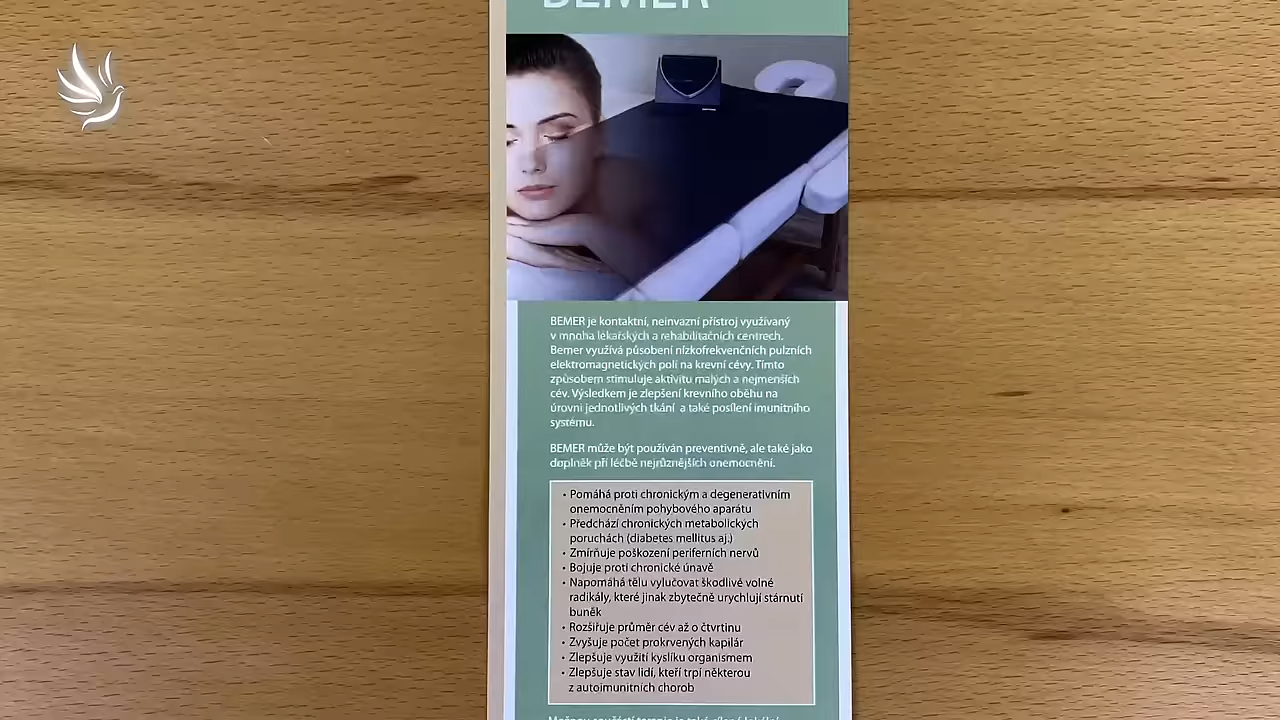 BEMER
BEMER je kontaktní, neinvazní přístroj využívaný
v mnoha lékařských a rehabilitačních centrech.
Bemer využívá působení nízkofrekvenčních pulzních
elektromagnetických polí na krevní cévy. Tímto
způsobem stimuluje aktivitu malých a nejmenších
cév. Výsledkem je zlepšení krevního oběhu na
úrovni jednotlivých tkání a také posílení imunitního
systému.
BEMER může být používán preventivně, ale také jako
doplněk při léčbě nejrůznějších onemocnění.
• Pomáhá proti chronickým a degenerativním
onemocněním pohybového aparátu
• Předchází chronických metabolických
poruchách (diabetes mellitus aj.)
• Zmírňuje poškození periferních nervů
• Bojuje proti chronické únavě
• Napomáhá tělu vylučovat škodlivé volné
radikály, které jinak zbytečně urychlují stárnutí
buněk
• Rozšiřuje průměr cév až o čtvrtinu
• Zvyšuje počet prokrvených kapilár
• Zlepšuje využití kyslíku organismem
• Zlepšuje stav lidí, kteří trpí některou
z autoimunitních chorob